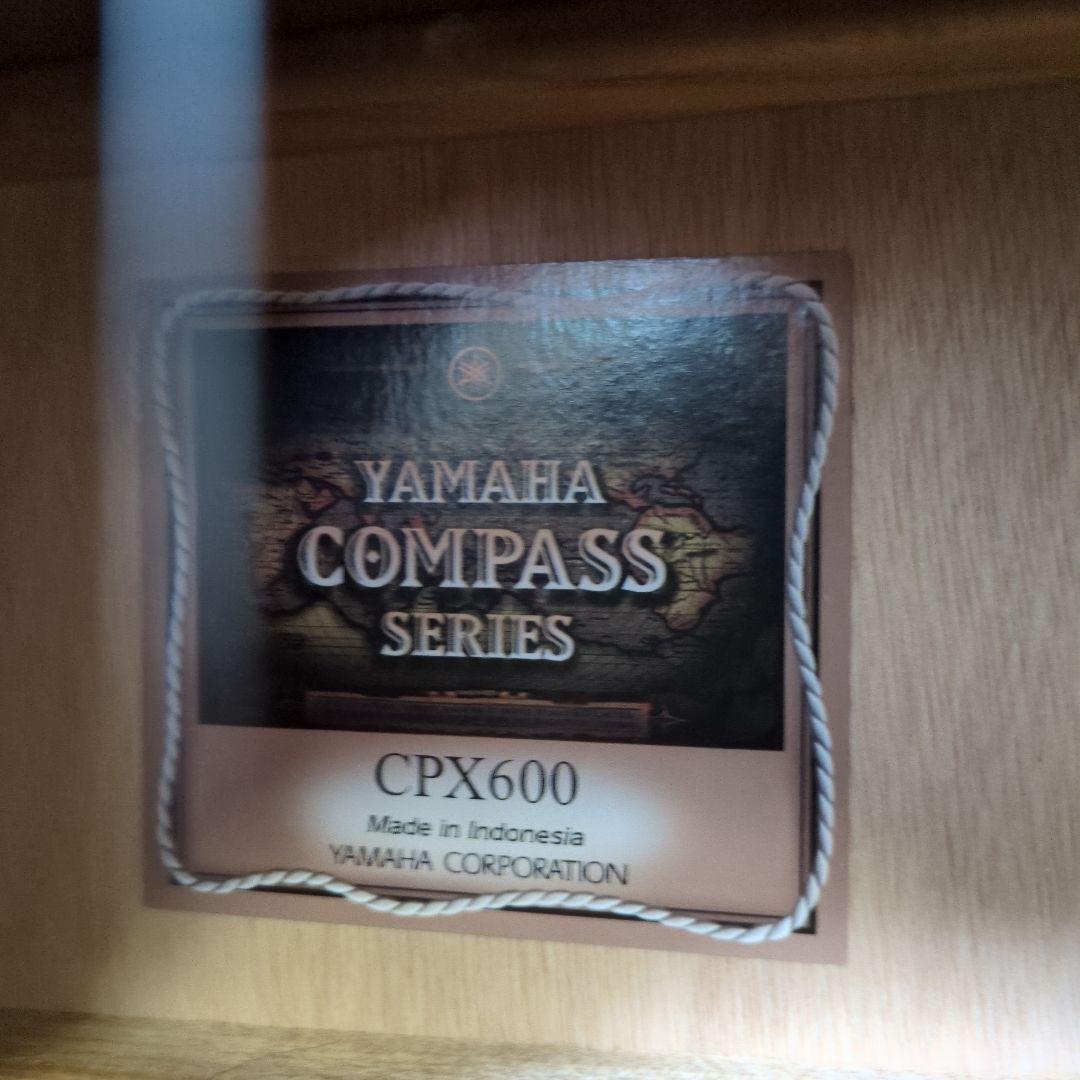 YAMAHA
COMPASS
SERIES
CPX600
Made in Indonesia
YAMAHA CORPORATION